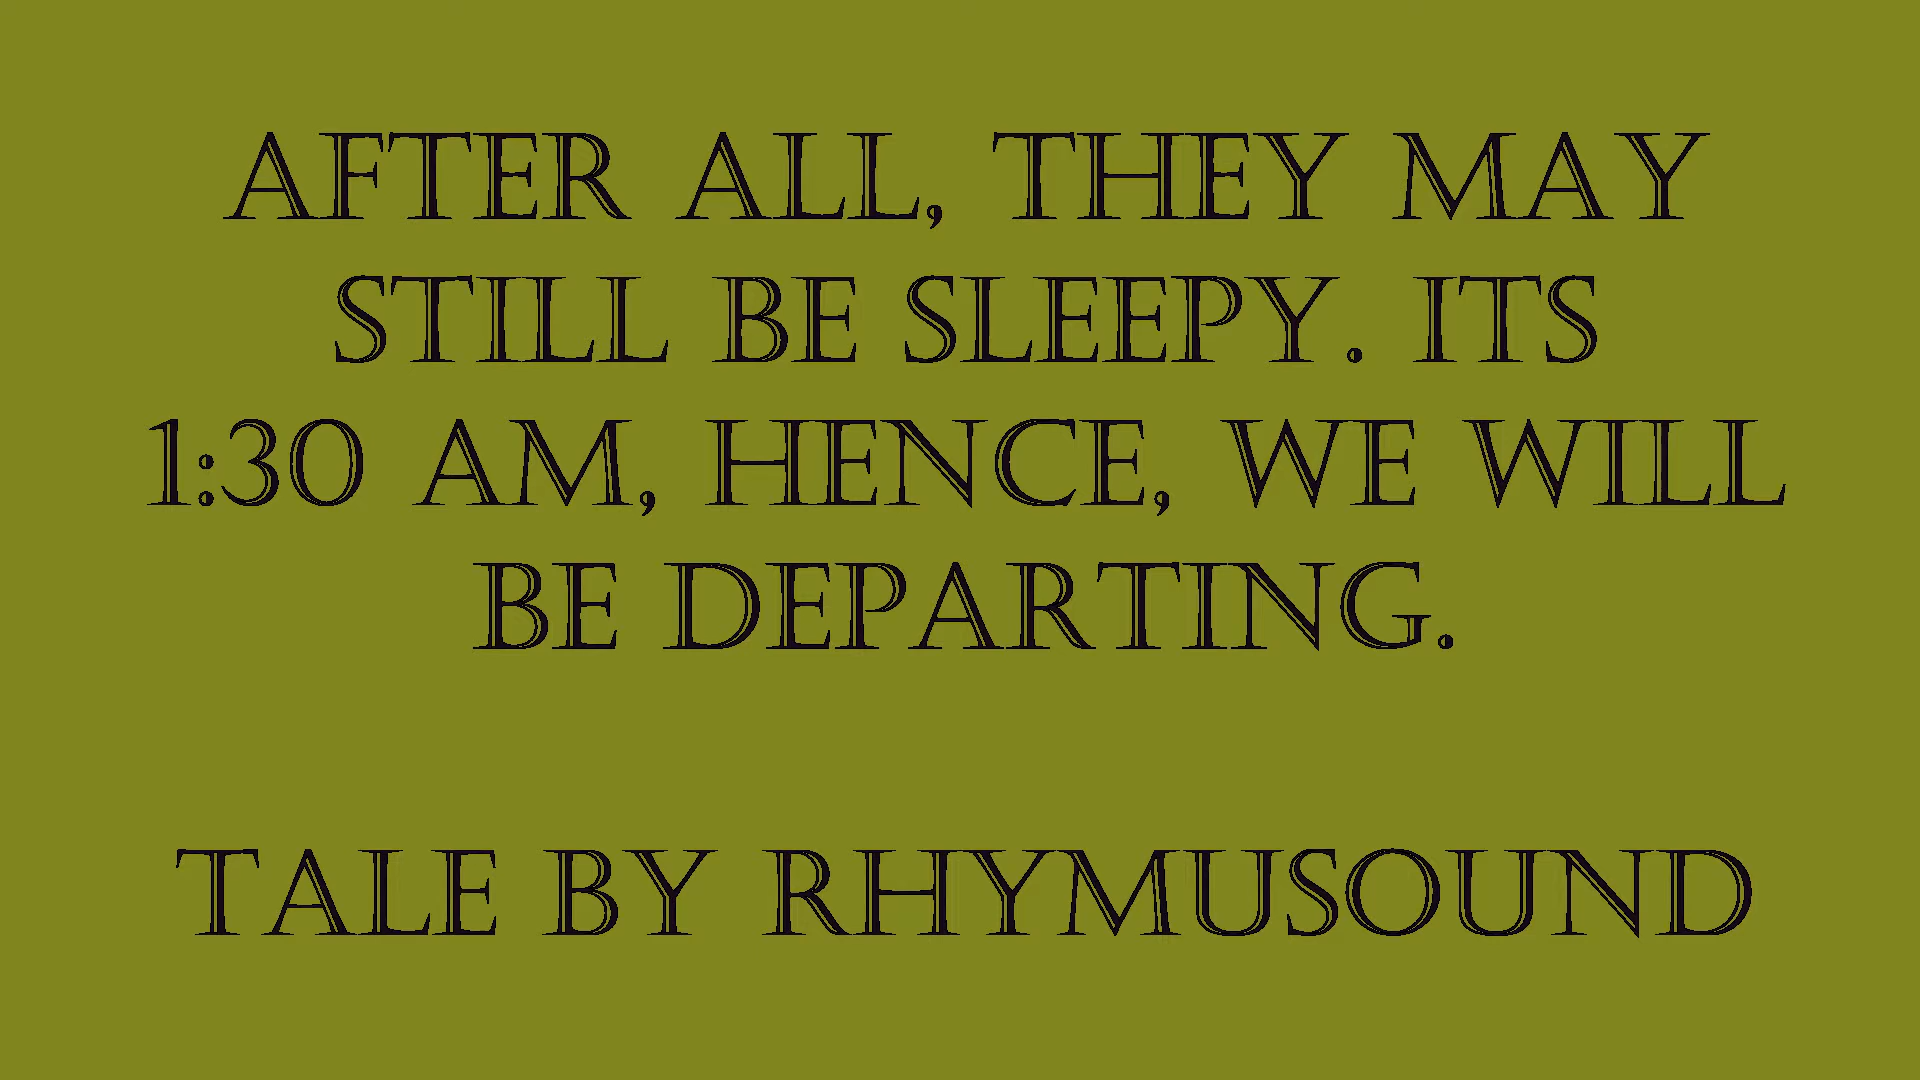 AFTER ALL, THEY MAY
STILL BE SLEEPY. ITS
1:30 AM, HENCE, WE WILL
BE DEPARTING.
TALE BY RHYMUSOUND